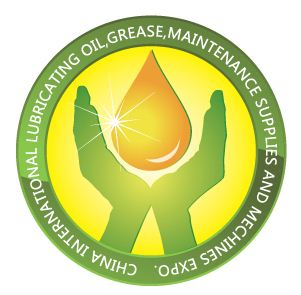 CHINA INTERNATIONAL LUBRICATING OIL,GREASE,MAINTENANCE SUPPLIES AND MECHINES EXPO.